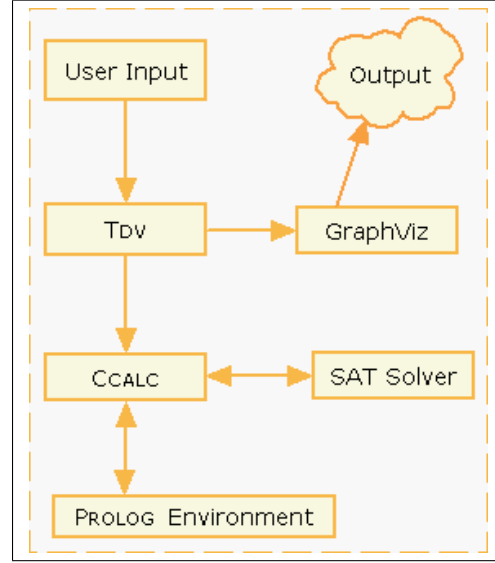 User Input
Output
TDV
GraphViz
CCALC
SAT Solver
PROLOG Environment